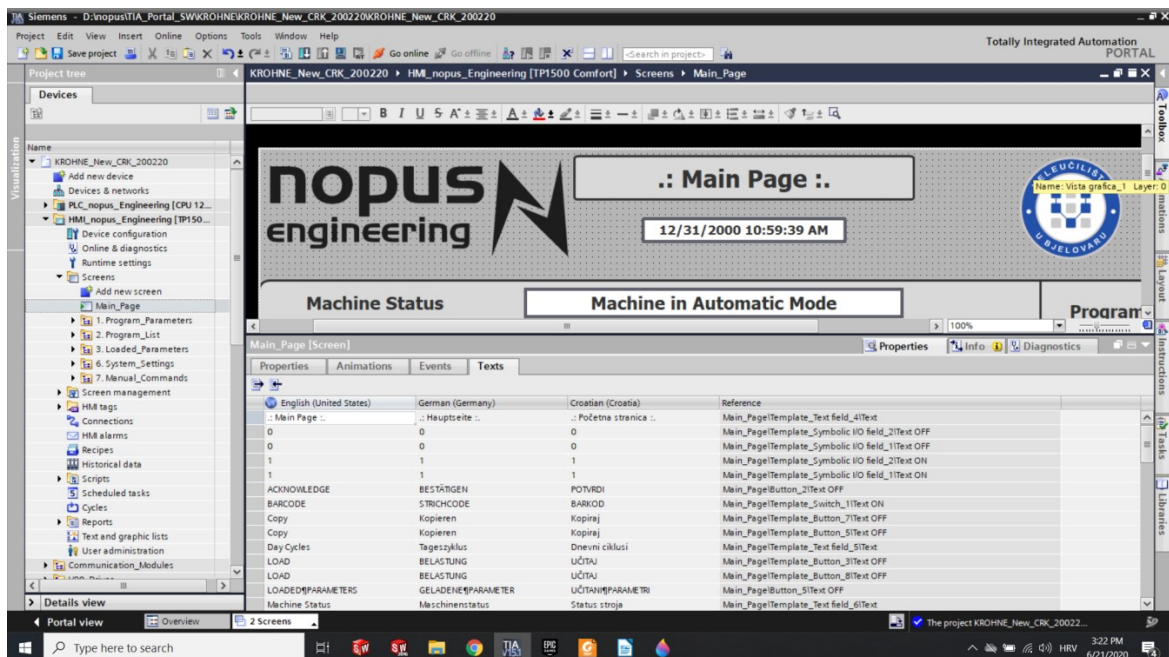 Siemens - D:\nopus\TIA_Portal_SW\KROHNE\KROHNE_New_CRK_200220\KROHNE_New_CRK_200220
Project Edit View Insert Online Options Tools Window Help
Totally Integrated Automation
PORTAL
Save project Go online Go offline <Search in project>
Project tree
KROHNE_New_CRK_200220 HMI_nopus_Engineering [TP1500 Comfort] Screens Main_Page
Devices
Name
KROHNE_New_CRK_200220
Add new device
Devices & networks
PLC_nopus_Engineering [CPU 12...
HMI_nopus_Engineering [TP150...
Device configuration
Online & diagnostics
Runtime settings
Screens
Add new screen
Main_Page
1. Program_Parameters
2. Program_List
3. Loaded_Parameters
6. System_Settings
7. Manual_Commands
Screen management
HMI tags
Connections
HMI alarms
Recipes
Historical data
Scripts
Scheduled tasks
Cycles
Reports
Text and graphic lists
User administration
Communication_Modules
Details view
Visualization
B I U S A
nopus
engineering
N
.: Main Page :.
12/31/2000 10:59:39 AM
Name: Vista grafica_1 Layer: 0
U BJELOVARU
Machine Status
Machine in Automatic Mode
Program
100%
Main_Page [Screen]
Properties Info Diagnostics
Properties Animations Events Texts
English (United States) German (Germany) Croatian (Croatia) Reference
.: Main Page :. .: Hauptseite :. .: Početna stranica :. Main_Page\Template_Text field_4\Text
0 0 0 Main_Page\Template_Symbolic I/O field_2\Text OFF
0 0 0 Main_Page\Template_Symbolic I/O field_1\Text OFF
1 1 1 Main_Page\Template_Symbolic I/O field_2\Text ON
1 1 1 Main_Page\Template_Symbolic I/O field_1\Text ON
ACKNOWLEDGE BESTÄTIGEN POTVRDI Main_Page\Button_2\Text OFF
BARCODE STRICHCODE BARKOD Main_Page\Template_Switch_1\Text ON
Copy Kopieren Kopiraj Main_Page\Template_Button_7\Text OFF
Copy Kopieren Kopiraj Main_Page\Template_Button_5\Text OFF
Day Cycles Tageszyklus Dnevni ciklusi Main_Page\Template_Text field_5\Text
LOAD BELASTUNG UČITAJ Main_Page\Template_Button_3\Text OFF
LOAD BELASTUNG UČITAJ Main_Page\Template_Button_8\Text OFF
LOADED¶PARAMETERS GELADENE¶PARAMETER UČITANI¶PARAMETRI Main_Page\Button_5\Text OFF
Machine Status Maschinenstatus Status stroja Main_Page\Template_Text field_6\Text
Toolbox
Layout
Instructions
Tasks
Libraries
Portal view Overview 2 Screens
The project KROHNE_New_CRK_20022...
Type here to search
HRV
3:22 PM
6/21/2020